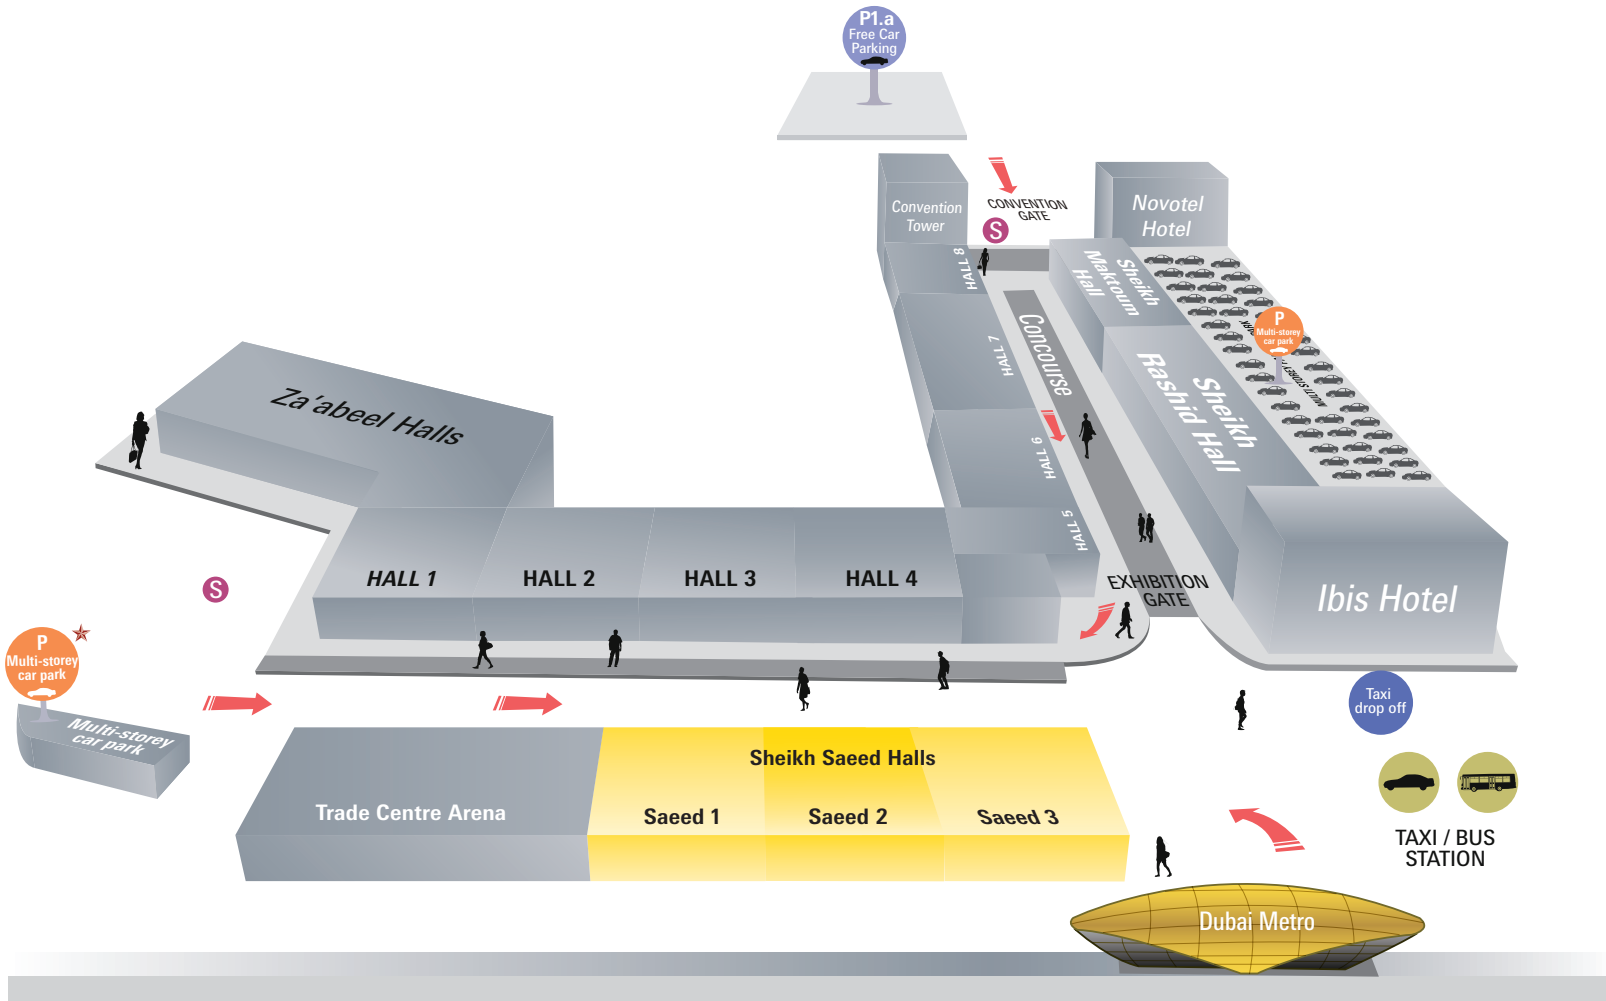 P1.a
Free Car
Parking
CONVENTION
GATE
S
Convention
Tower
Novotel
Hotel
HALL 8
Sheikh
Maktoum
Hall
HALL 7
Concourse
P
Multi-storey
car park
MULTI STOREY
Sheikh
Rashid Hall
Za'abeel Halls
HALL 6
HALL 5
HALL 1
HALL 2
HALL 3
HALL 4
EXHIBITION
GATE
Ibis Hotel
S
P
Multi-storey
car park
Multi-storey
car park
Taxi
drop off
Sheikh Saeed Halls
Trade Centre Arena
Saeed 1
Saeed 2
Saeed 3
TAXI / BUS
STATION
Dubai Metro